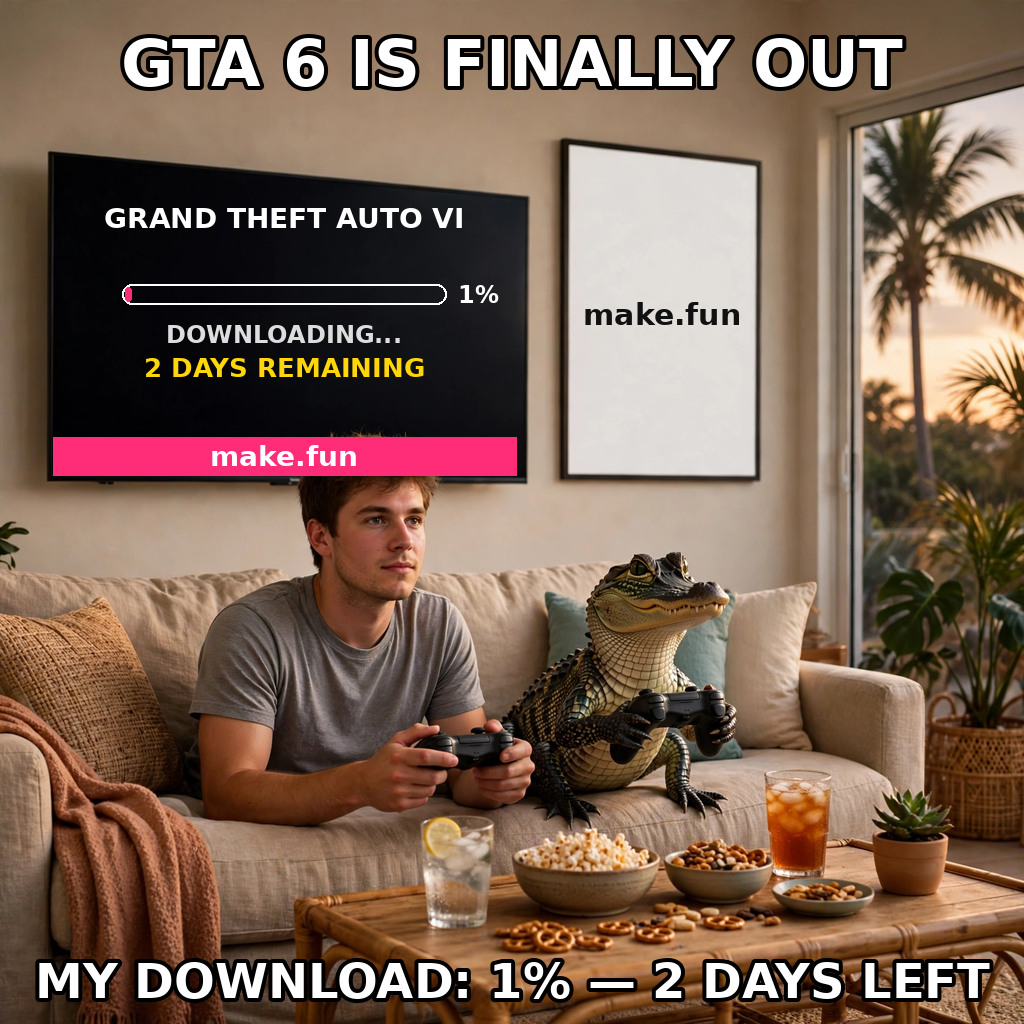 GTA 6 IS FINALLY OUT
GRAND THEFT AUTO VI
1%
DOWNLOADING...
2 DAYS REMAINING
make.fun
make.fun
MY DOWNLOAD: 1% — 2 DAYS LEFT